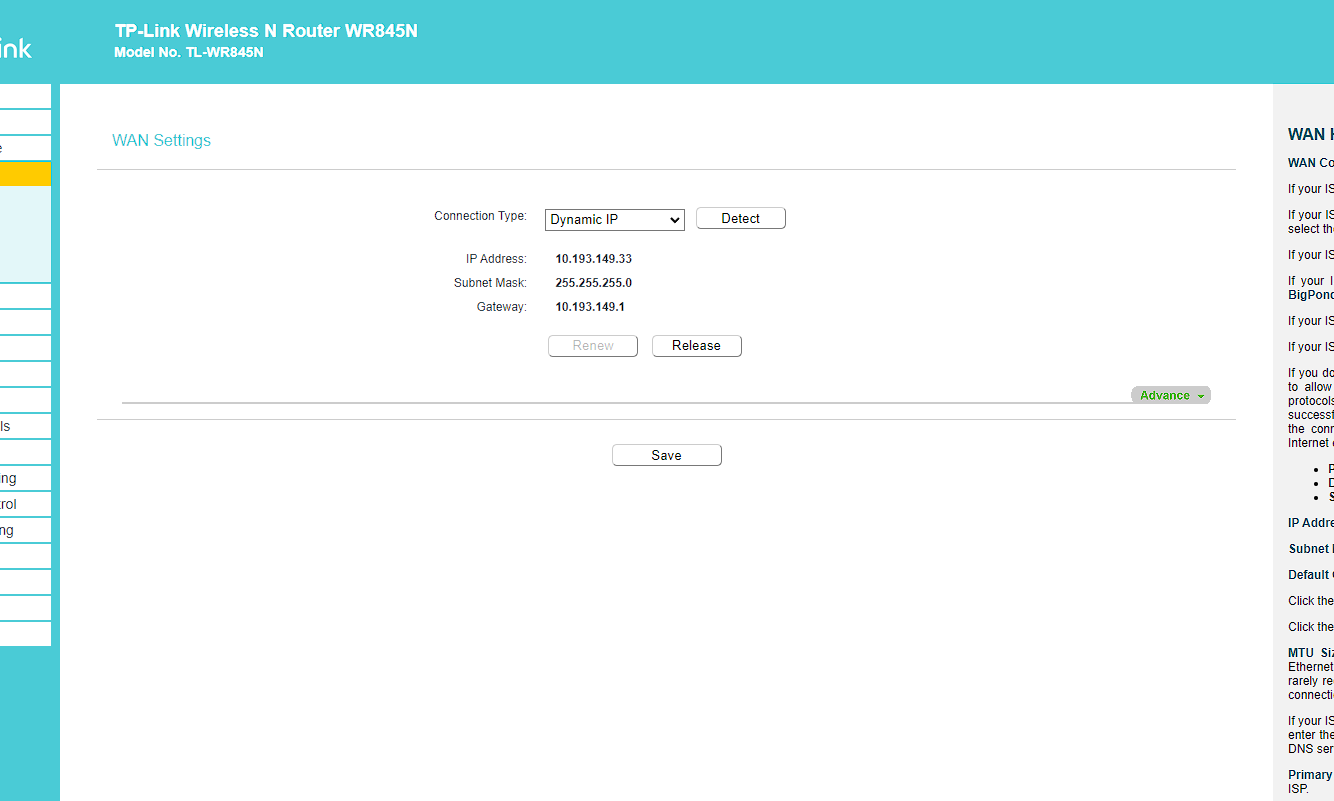 ink
TP-Link Wireless N Router WR845N
Model No. TL-WR845N
e
ls
ing
rol
ng
WAN Settings
Connection Type: Dynamic IP Detect
IP Address: 10.193.149.33
Subnet Mask: 255.255.255.0
Gateway: 10.193.149.1
Renew Release
Advance
Save
WAN H
WAN Co
If your IS
If your IS
select the
If your IS
If your I
BigPond
If your IS
If your IS
If you do
to allow
protocols
successf
the conn
Internet
P
D
S
IP Addre
Subnet
Default
Click the
Click the
MTU Siz
Ethernet
rarely re
connecti
If your IS
enter the
DNS ser
Primary
ISP.